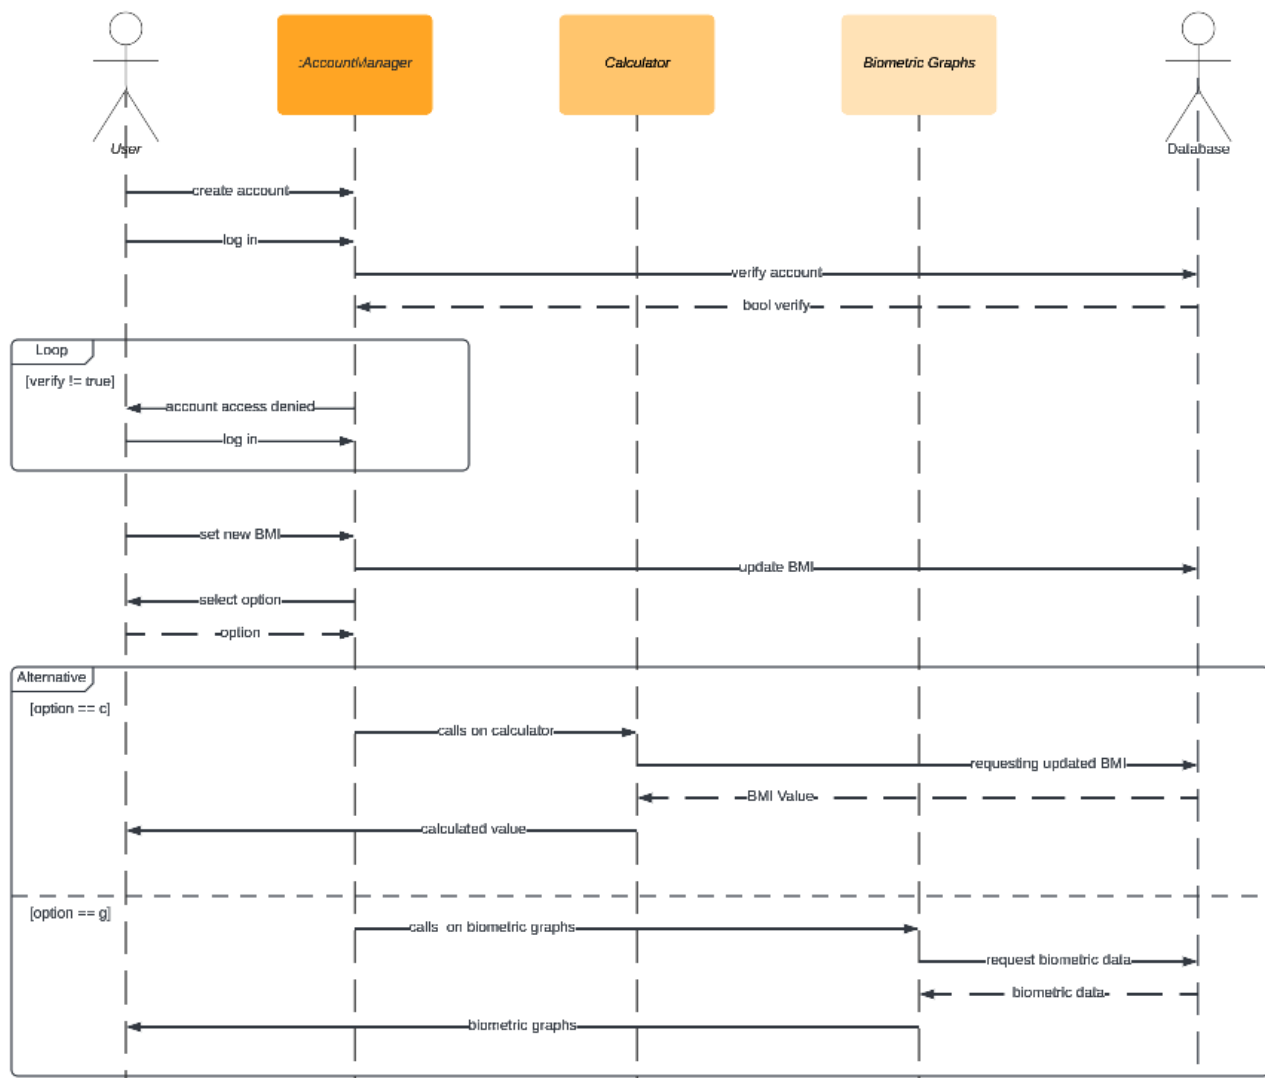 :AccountManager
Calculator
Biometric Graphs
User
Database
create account
log in
verify account
bool verify
Loop
[verify != true]
account access denied
log in
set new BMI
update BMI
select option
option
Alternative
[option == c]
calls on calculator
requesting updated BMI
BMI Value
calculated value
[option == g]
calls on biometric graphs
request biometric data
biometric data
biometric graphs